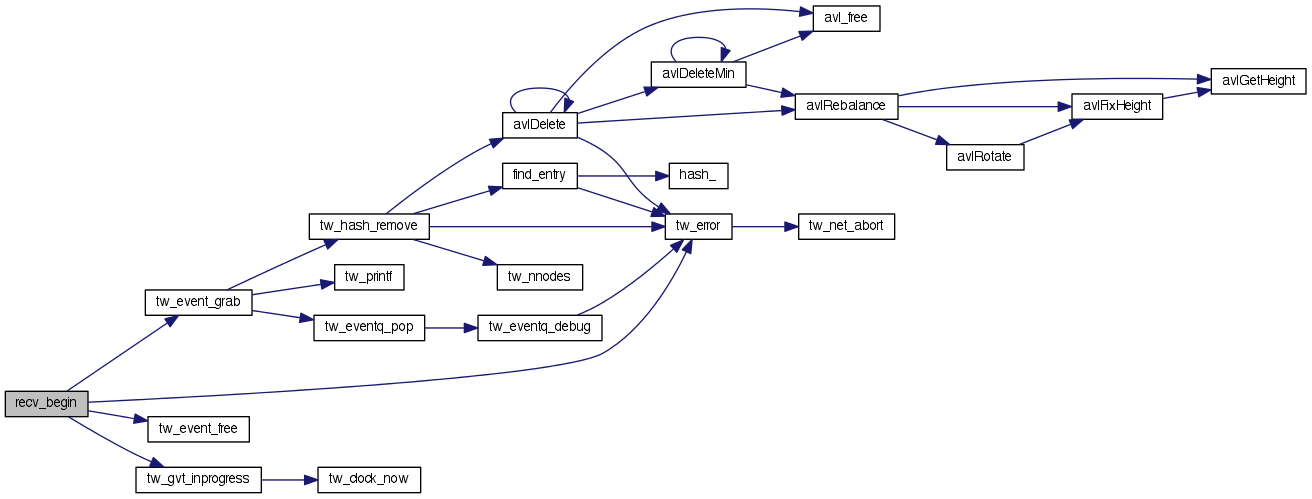 avl_free
avlDeleteMin
avlGetHeight
avlRebalance
avlFixHeight
avlDelete
avlRotate
find_entry
hash_
tw_hash_remove
tw_error
tw_net_abort
tw_printf
tw_nnodes
tw_event_grab
tw_eventq_pop
tw_eventq_debug
recv_begin
tw_event_free
tw_gvt_inprogress
tw_clock_now